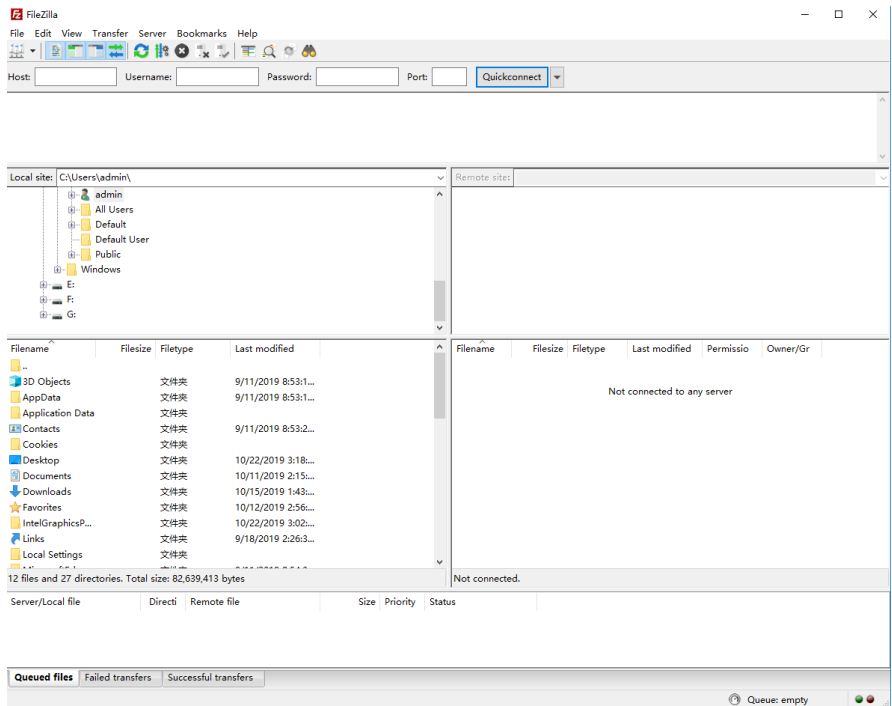 FileZilla
File Edit View Transfer Server Bookmarks Help
Host: Username: Password: Port: Quickconnect
Local site: C:\Users\admin\
Remote site:
admin
All Users
Default
Default User
Public
Windows
E:
F:
G:
Filename Filesize Filetype Last modified
..
3D Objects 文件夹 9/11/2019 8:53:1...
AppData 文件夹 9/11/2019 8:53:1...
Application Data 文件夹
Contacts 文件夹 9/11/2019 8:53:2...
Cookies 文件夹
Desktop 文件夹 10/22/2019 3:18:...
Documents 文件夹 10/11/2019 2:15:...
Downloads 文件夹 10/15/2019 1:43:...
Favorites 文件夹 10/12/2019 2:56:...
IntelGraphicsP... 文件夹 10/22/2019 3:02:...
Links 文件夹 9/18/2019 2:26:3...
Local Settings 文件夹
12 files and 27 directories. Total size: 82,639,413 bytes
Filename Filesize Filetype Last modified Permissio Owner/Gr
Not connected to any server
Not connected.
Server/Local file Directi Remote file Size Priority Status
Queued files Failed transfers Successful transfers
Queue: empty